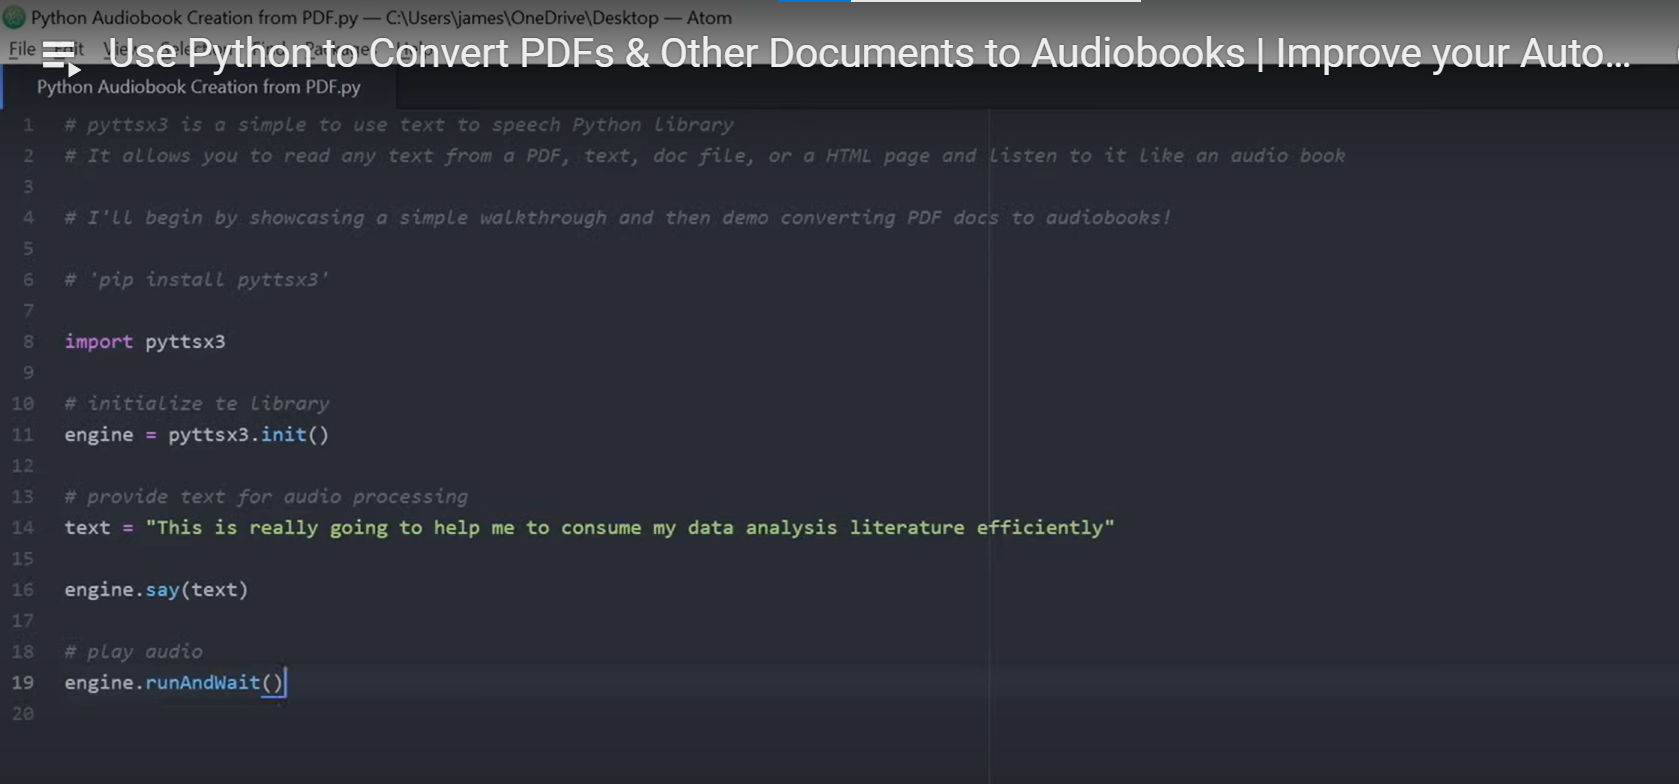 Python Audiobook Creation from PDF.py — C:\Users\james\OneDrive\Desktop — Atom
File Edit View Selection Find Packages Help
Use Python to Convert PDFs & Other Documents to Audiobooks | Improve your Auto...
Python Audiobook Creation from PDF.py
1 # pyttsx3 is a simple to use text to speech Python library
2 # It allows you to read any text from a PDF, text, doc file, or a HTML page and listen to it like an audio book
3
4 # I'll begin by showcasing a simple walkthrough and then demo converting PDF docs to audiobooks!
5
6 # 'pip install pyttsx3'
7
8 import pyttsx3
9
10 # initialize te library
11 engine = pyttsx3.init()
12
13 # provide text for audio processing
14 text = "This is really going to help me to consume my data analysis literature efficiently"
15
16 engine.say(text)
17
18 # play audio
19 engine.runAndWait()
20